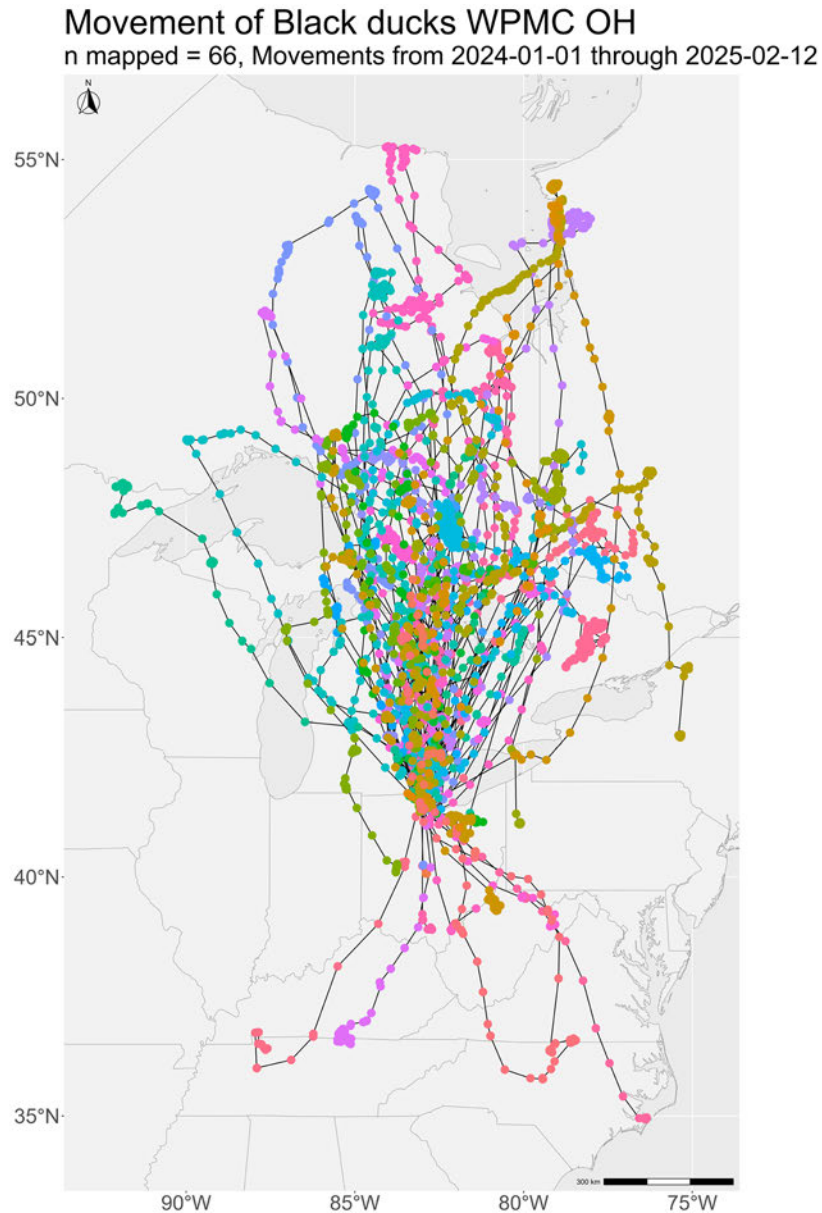 Movement of Black ducks WPMC OH
n mapped = 66, Movements from 2024-01-01 through 2025-02-12
N
55°N
50°N
45°N
40°N
35°N
300 km
90°W 85°W 80°W 75°W